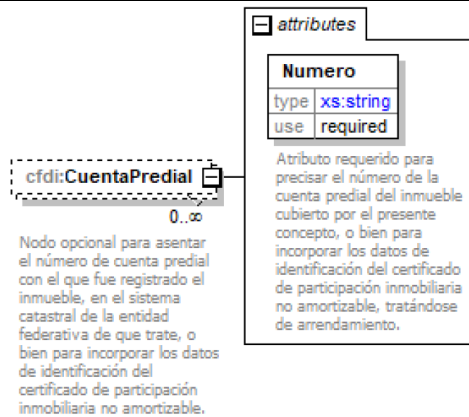 attributes
Numero
type xs:string
use required
Atributo requerido para
precisar el número de la
cuenta predial del inmueble
cubierto por el presente
concepto, o bien para
incorporar los datos de
identificación del certificado
de participación inmobiliaria
no amortizable, tratándose
de arrendamiento.
cfdi:CuentaPredial
0..∞
Nodo opcional para asentar
el número de cuenta predial
con el que fue registrado el
inmueble, en el sistema
catastral de la entidad
federativa de que trate, o
bien para incorporar los datos
de identificación del
certificado de participación
inmobiliaria no amortizable.